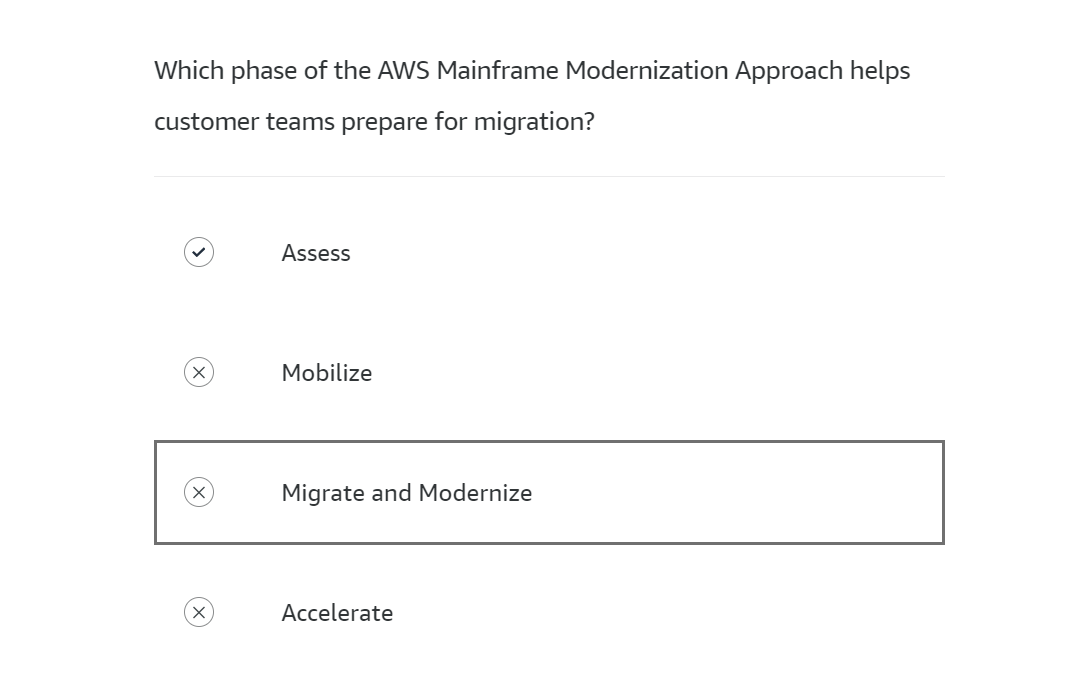 Which phase of the AWS Mainframe Modernization Approach helps
customer teams prepare for migration?
Assess
Mobilize
Migrate and Modernize
Accelerate